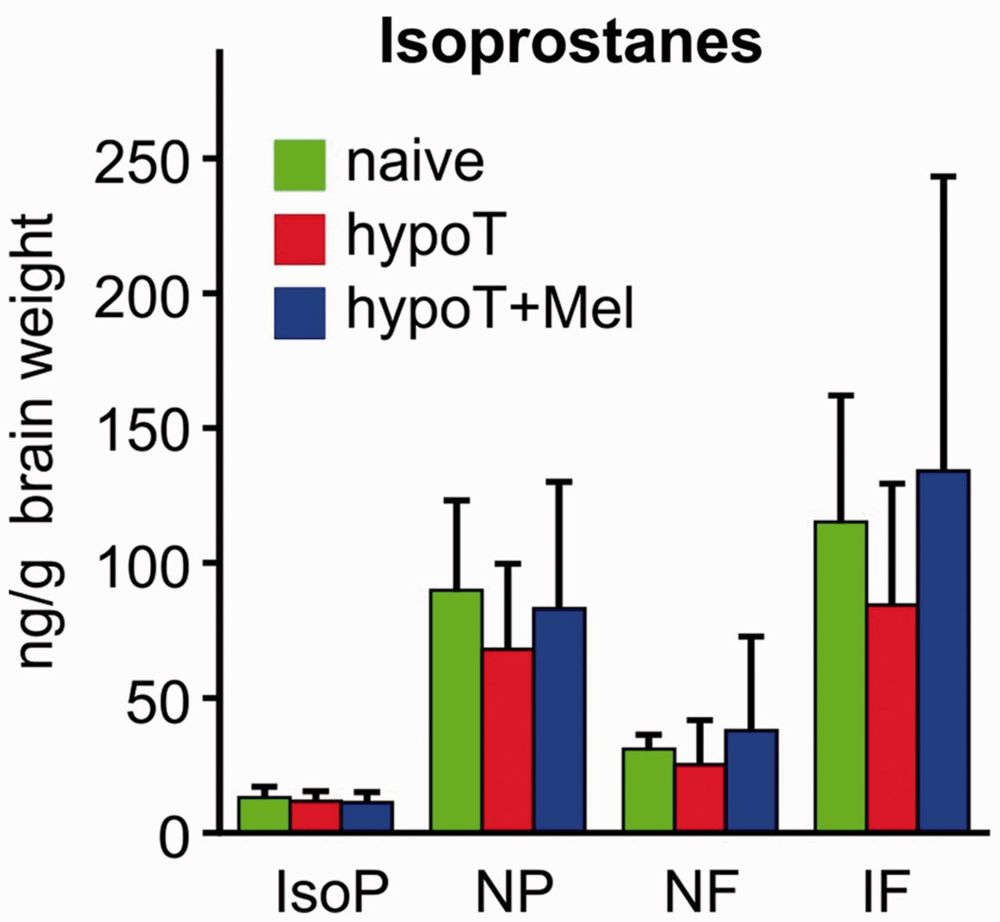 Isoprostanes
naive
hypoT
hypoT+Mel
ng/g brain weight
250
200
150
100
50
0
IsoP NP NF IF